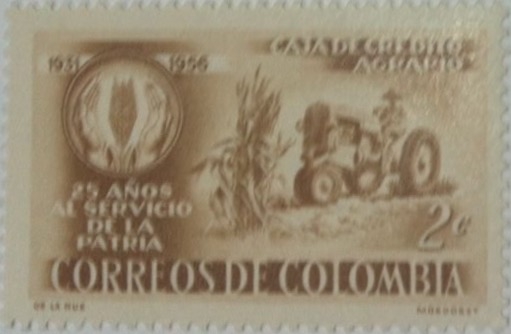 1931 1956
CAJA DE CREDITO
AGRARIO
25 AÑOS
AL SERVICIO
DE LA
PATRIA
2c
CORREOS DE COLOMBIA
DE LA RUE